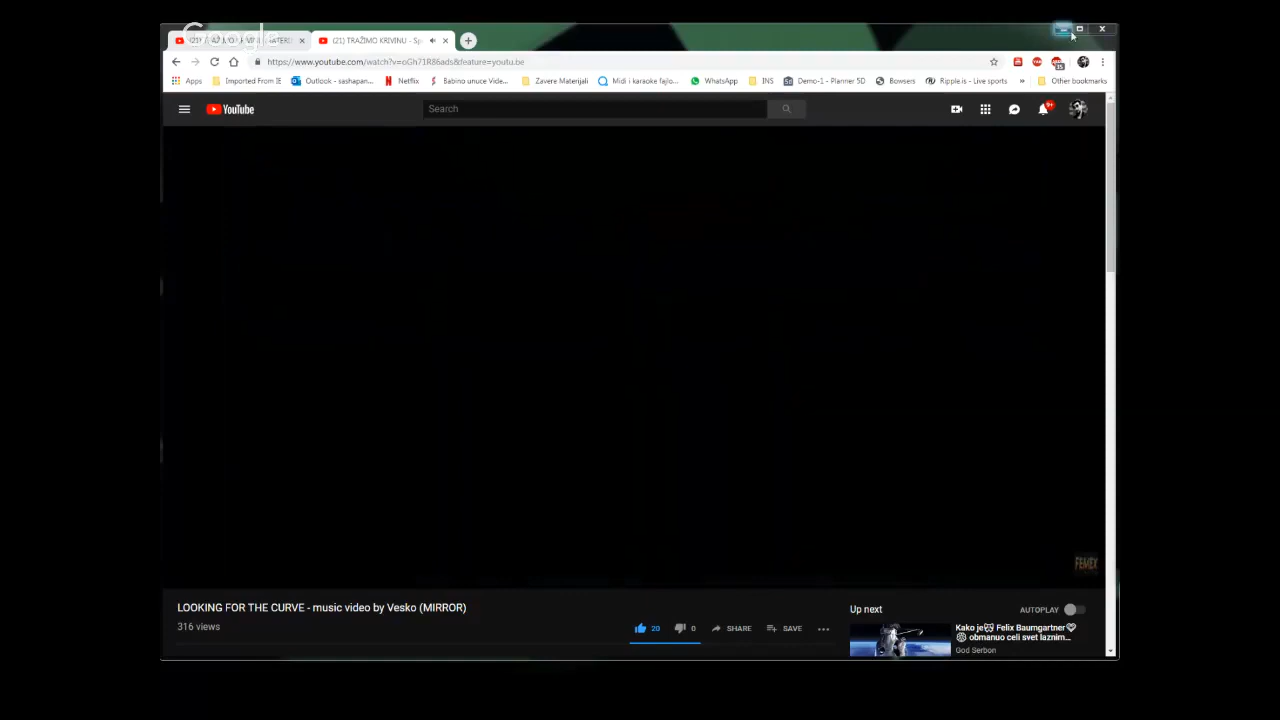 Google
(21) TRAŽIMO KRIVINU - Sp
https://www.youtube.com/watch?v=oGh71R86ads&feature=youtu.be
Apps Imported From IE Outlook - sashapan... Netflix Babino unuce Vide... Zavere Materijali Midi i karaoke fajlo... WhatsApp INS Demo-1 - Planner 5D Bowsers Ripple.is - Live sports » Other bookmarks
YouTube Search 9+
FEMEX
LOOKING FOR THE CURVE - music video by Vesko (MIRROR)
316 views
20 0 SHARE SAVE
Up next AUTOPLAY
Kako je Felix Baumgartner
obmanuo celi svet laznim...
God Serbon